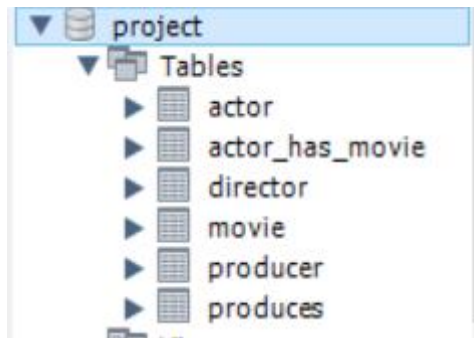 project
Tables
actor
actor_has_movie
director
movie
producer
produces